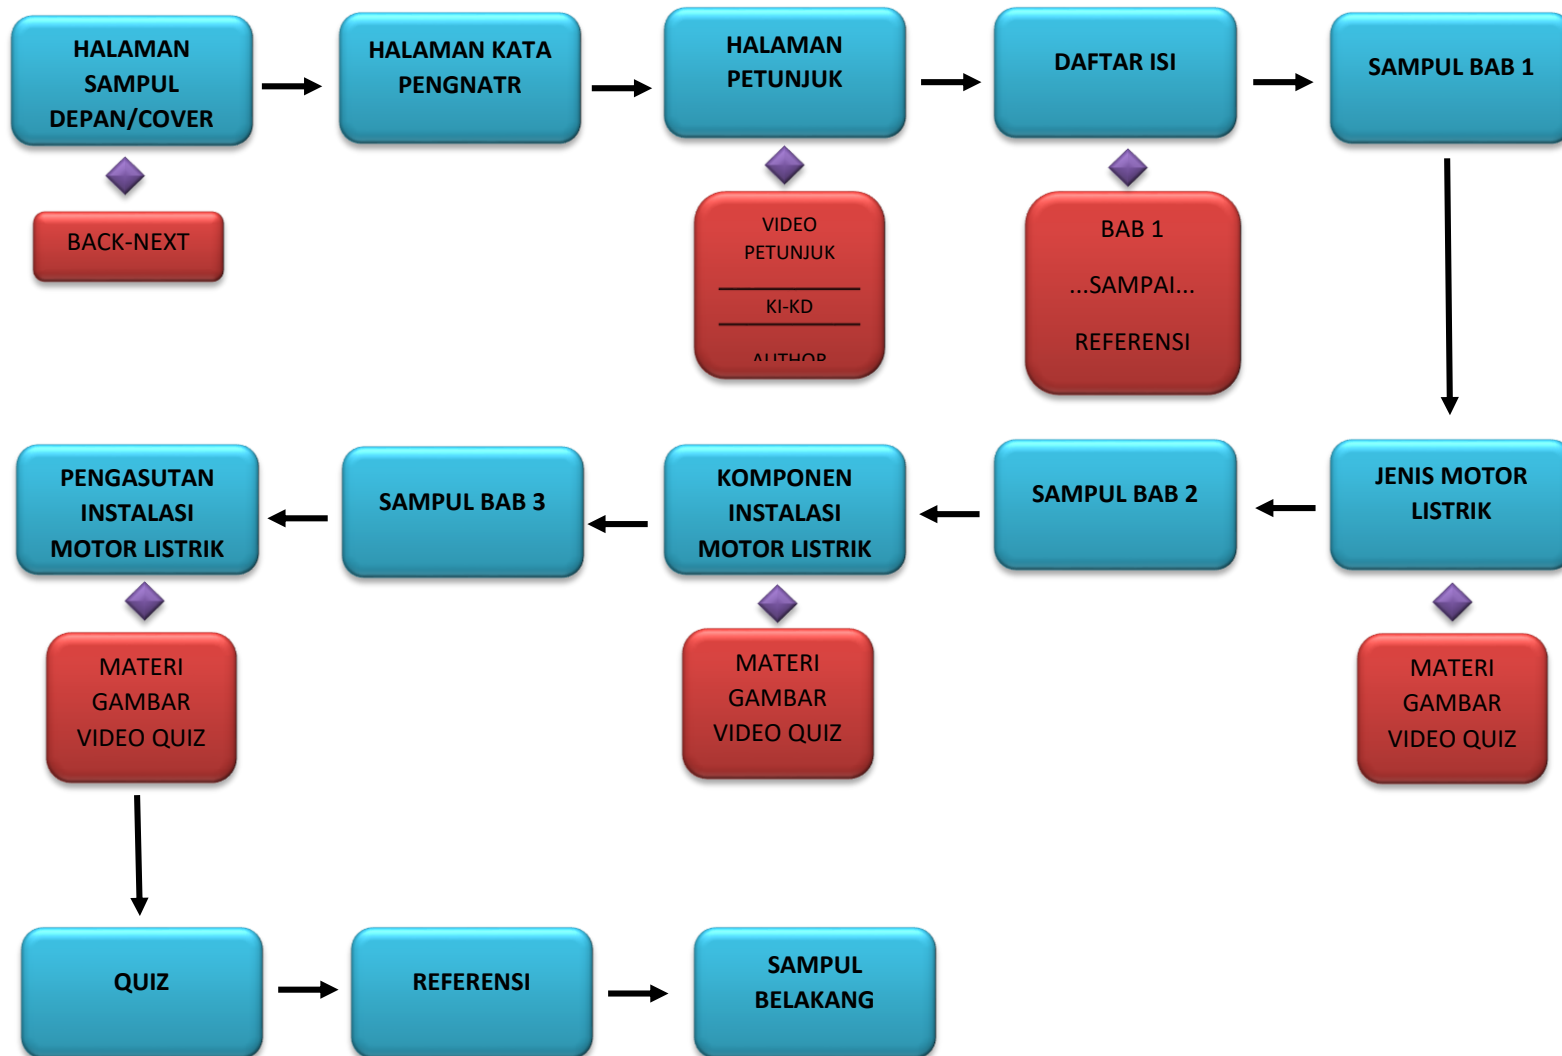 HALAMAN
SAMPUL
DEPAN/COVER
HALAMAN KATA
PENGNATR
HALAMAN
PETUNJUK
DAFTAR ISI
SAMPUL BAB 1
BACK-NEXT
VIDEO
PETUNJUK
KI-KD
AUTHOR
BAB 1
...SAMPAI...
REFERENSI
JENIS MOTOR
LISTRIK
SAMPUL BAB 2
KOMPONEN
INSTALASI
MOTOR LISTRIK
SAMPUL BAB 3
PENGASUTAN
INSTALASI
MOTOR LISTRIK
MATERI
GAMBAR
VIDEO QUIZ
MATERI
GAMBAR
VIDEO QUIZ
MATERI
GAMBAR
VIDEO QUIZ
QUIZ
REFERENSI
SAMPUL
BELAKANG